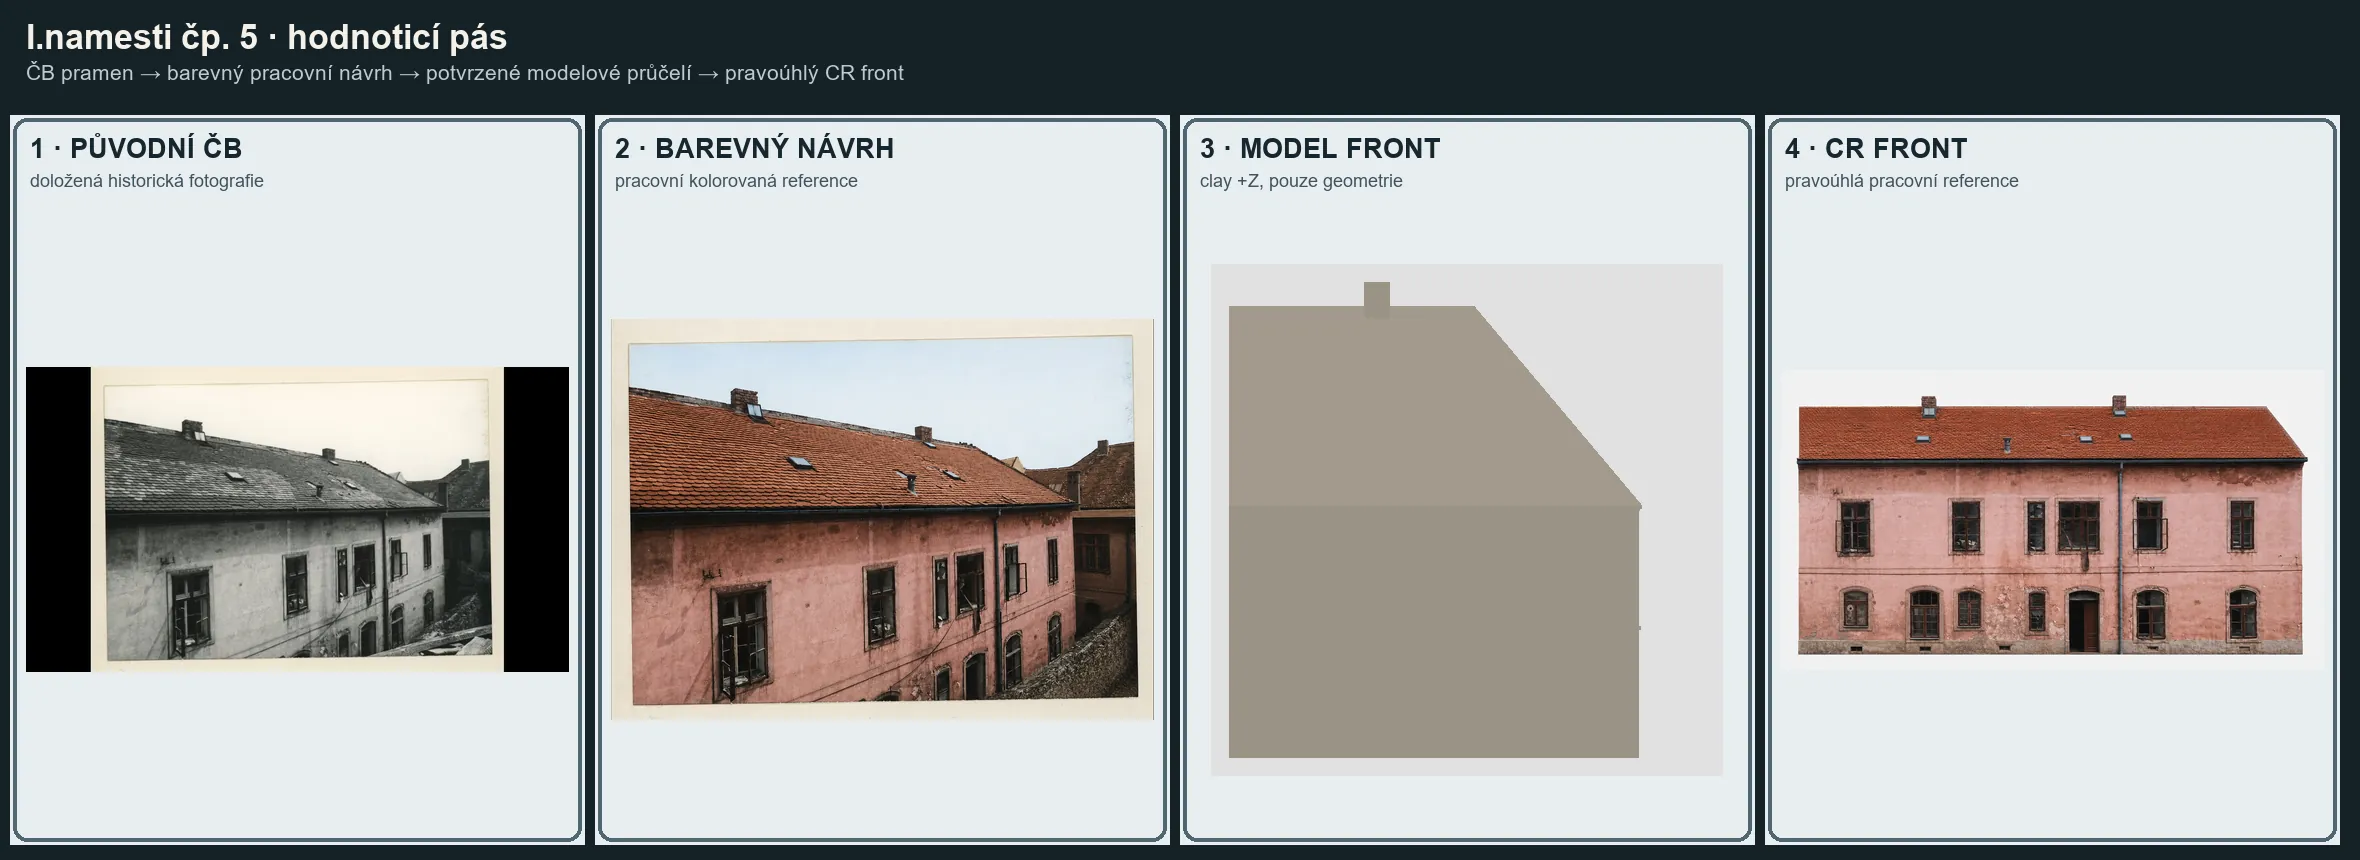 I.namesti čp. 5 · hodnoticí pás
ČB pramen → barevný pracovní návrh → potvrzené modelové průčelí → pravoúhlý CR front
1 · PŮVODNÍ ČB
doložená historická fotografie
2 · BAREVNÝ NÁVRH
pracovní kolorovaná reference
3 · MODEL FRONT
clay +Z, pouze geometrie
4 · CR FRONT
pravoúhlá pracovní reference